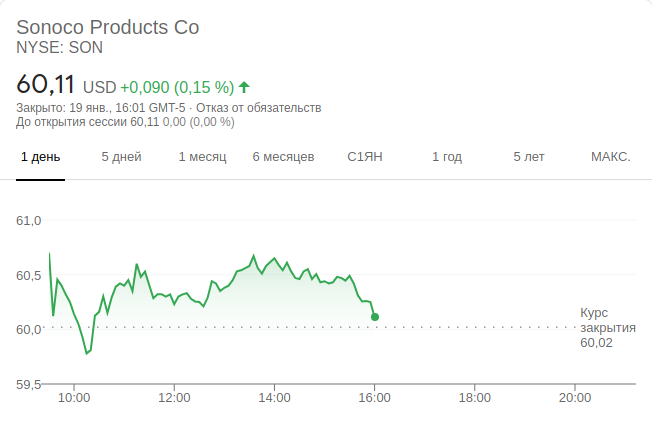 Sonoco Products Co
NYSE: SON
60,11 USD +0,090 (0,15 %)
Закрыто: 19 янв., 16:01 GMT-5 · Отказ от обязательств
До открытия сессии 60,11 0,00 (0,00 %)
1 день 5 дней 1 месяц 6 месяцев С1ЯН 1 год 5 лет МАКС.
61,0
60,5
60,0
Курс
закрытия
60,02
59,5
10:00 12:00 14:00 16:00 18:00 20:00